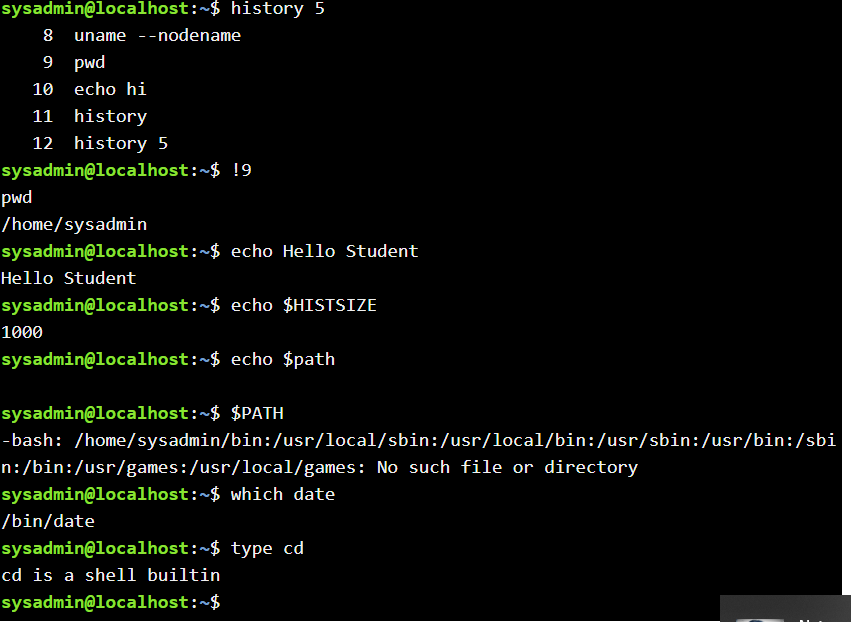 sysadmin@localhost:~$ history 5
    8  uname --nodename
    9  pwd
   10  echo hi
   11  history
   12  history 5
sysadmin@localhost:~$ !9
pwd
/home/sysadmin
sysadmin@localhost:~$ echo Hello Student
Hello Student
sysadmin@localhost:~$ echo $HISTSIZE
1000
sysadmin@localhost:~$ echo $path
sysadmin@localhost:~$ $PATH
-bash: /home/sysadmin/bin:/usr/local/sbin:/usr/local/bin:/usr/sbin:/usr/bin:/sbi
n:/bin:/usr/games:/usr/local/games: No such file or directory
sysadmin@localhost:~$ which date
/bin/date
sysadmin@localhost:~$ type cd
cd is a shell builtin
sysadmin@localhost:~$